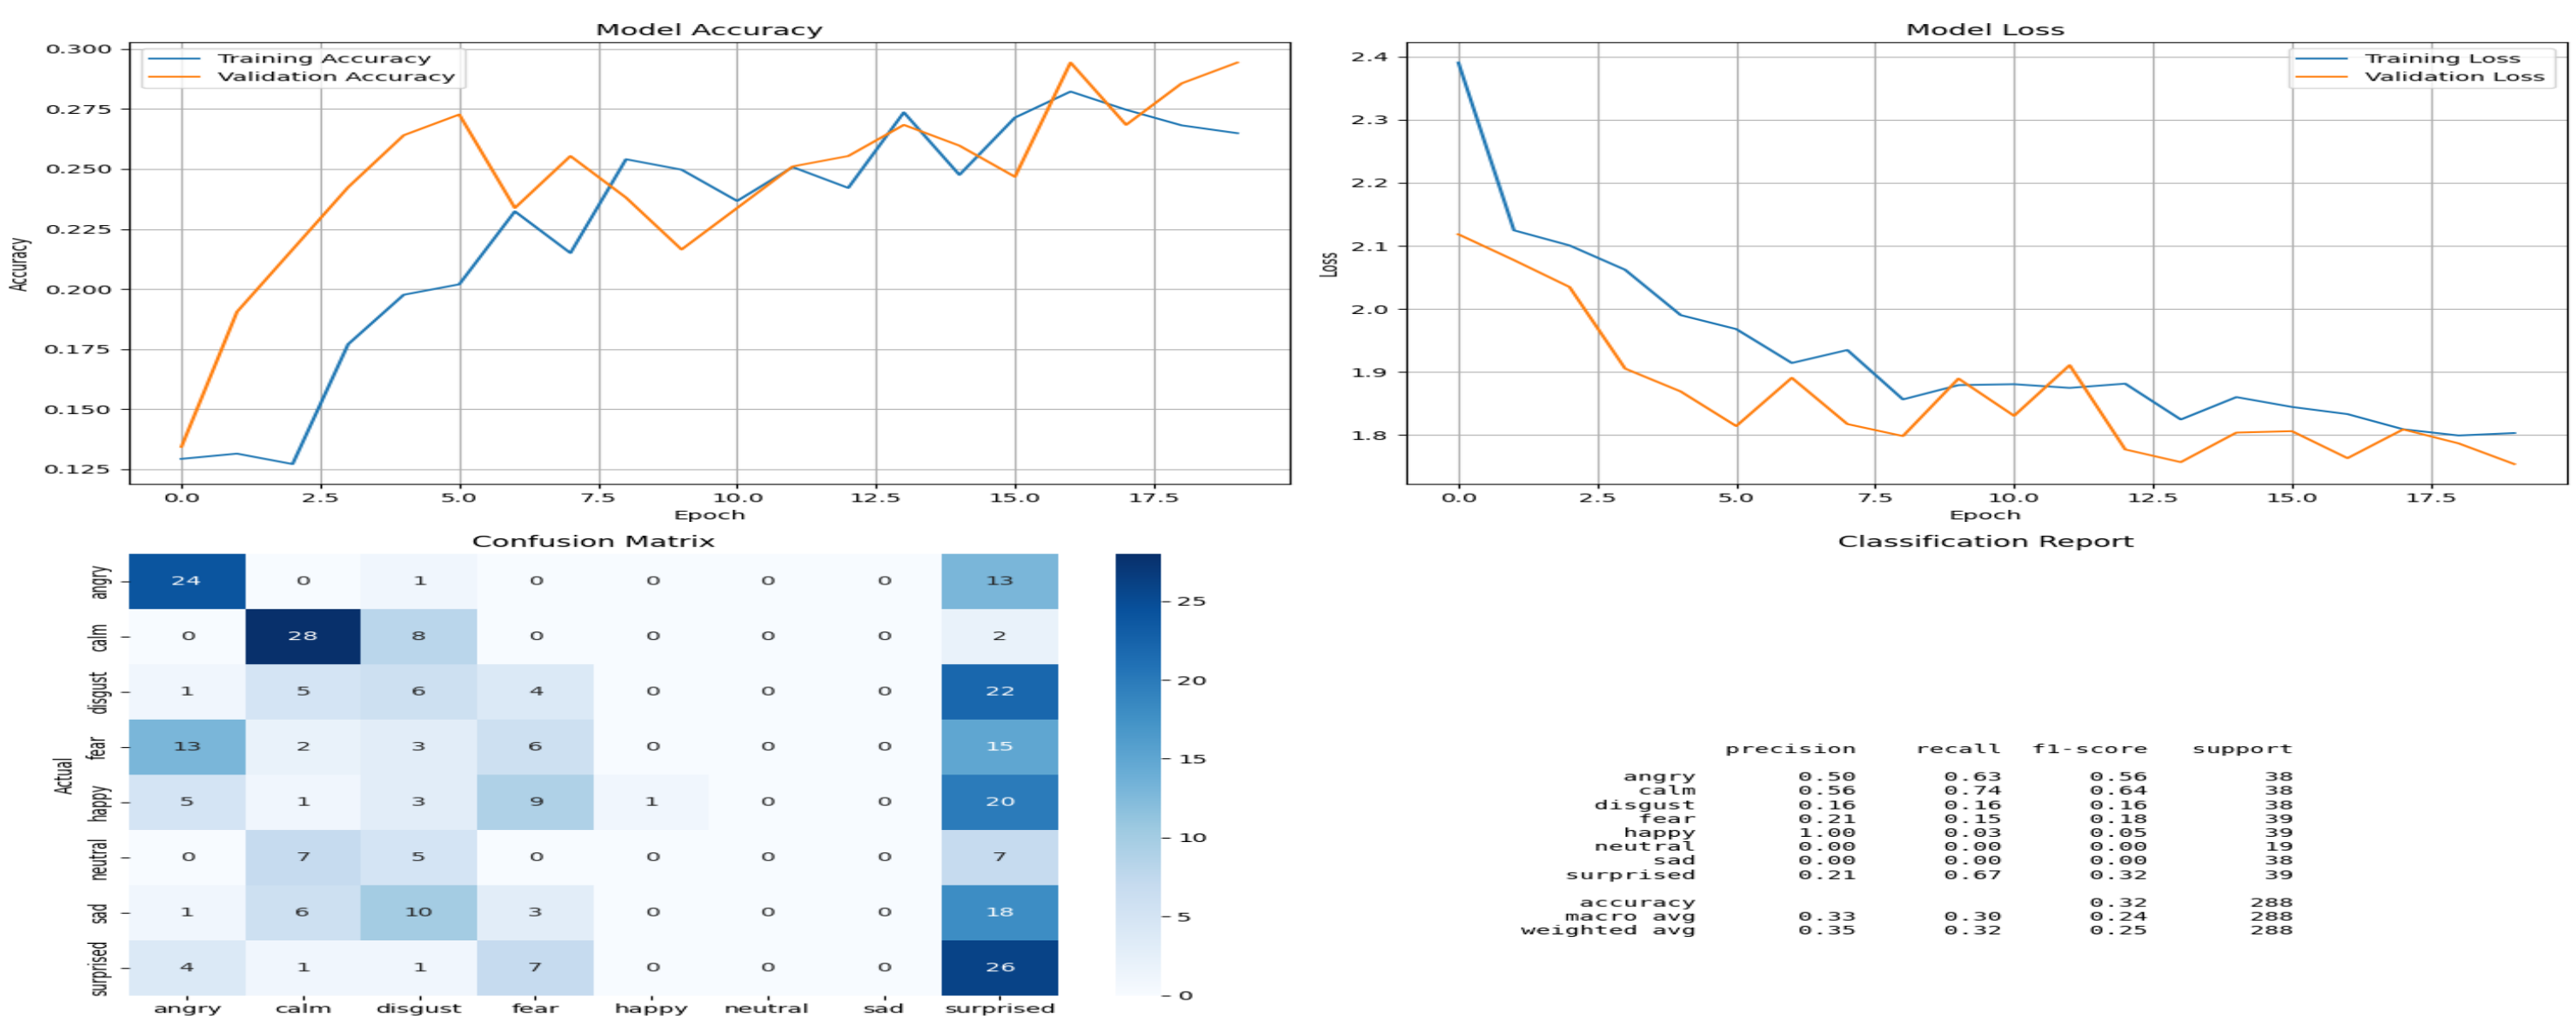 Model Accuracy
Training Accuracy
Validation Accuracy
0.300
0.275
0.250
0.225
0.200
0.175
0.150
0.125
Accuracy
0.0 2.5 5.0 7.5 10.0 12.5 15.0 17.5
Epoch
Model Loss
Training Loss
Validation Loss
2.4
2.3
2.2
2.1
2.0
1.9
1.8
Loss
0.0 2.5 5.0 7.5 10.0 12.5 15.0 17.5
Epoch
Confusion Matrix
Actual
angry 24 0 1 0 0 0 0 13
calm 0 28 8 0 0 0 0 2
disgust 1 5 6 4 0 0 0 22
fear 13 2 3 6 0 0 0 15
happy 5 1 3 9 1 0 0 20
neutral 0 7 5 0 0 0 0 7
sad 1 6 10 3 0 0 0 18
surprised 4 1 1 7 0 0 0 26
angry calm disgust fear happy neutral sad surprised
25
20
15
10
5
0
Classification Report
precision recall f1-score support
angry 0.50 0.63 0.56 38
calm 0.56 0.74 0.64 38
disgust 0.16 0.16 0.16 38
fear 0.21 0.15 0.18 39
happy 1.00 0.03 0.05 39
neutral 0.00 0.00 0.00 19
sad 0.00 0.00 0.00 38
surprised 0.21 0.67 0.32 39
accuracy 0.32 288
macro avg 0.33 0.30 0.24 288
weighted avg 0.35 0.32 0.25 288